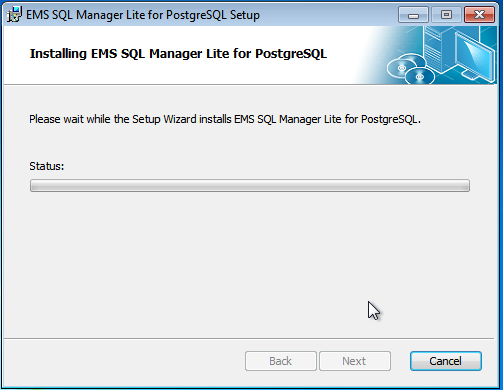 EMS SQL Manager Lite for PostgreSQL Setup
Installing EMS SQL Manager Lite for PostgreSQL
Please wait while the Setup Wizard installs EMS SQL Manager Lite for PostgreSQL.
Status:
Back Next Cancel